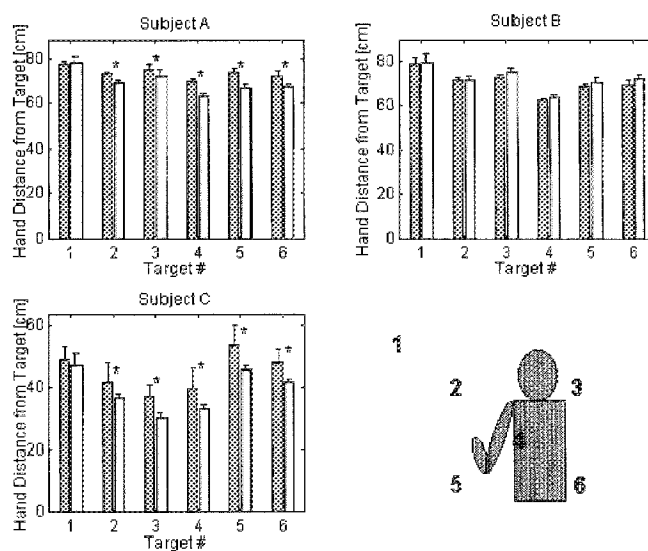 Subject A
Hand Distance from Target [cm]
80
60
40
20
0
* * * * *
1 2 3 4 5 6
Target #
Subject B
Hand Distance from Target [cm]
80
60
40
20
0
1 2 3 4 5 6
Target #
Subject C
Hand Distance from Target [cm]
60
40
20
0
* * * * *
1 2 3 4 5 6
Target #
1
2 3
4
5 6